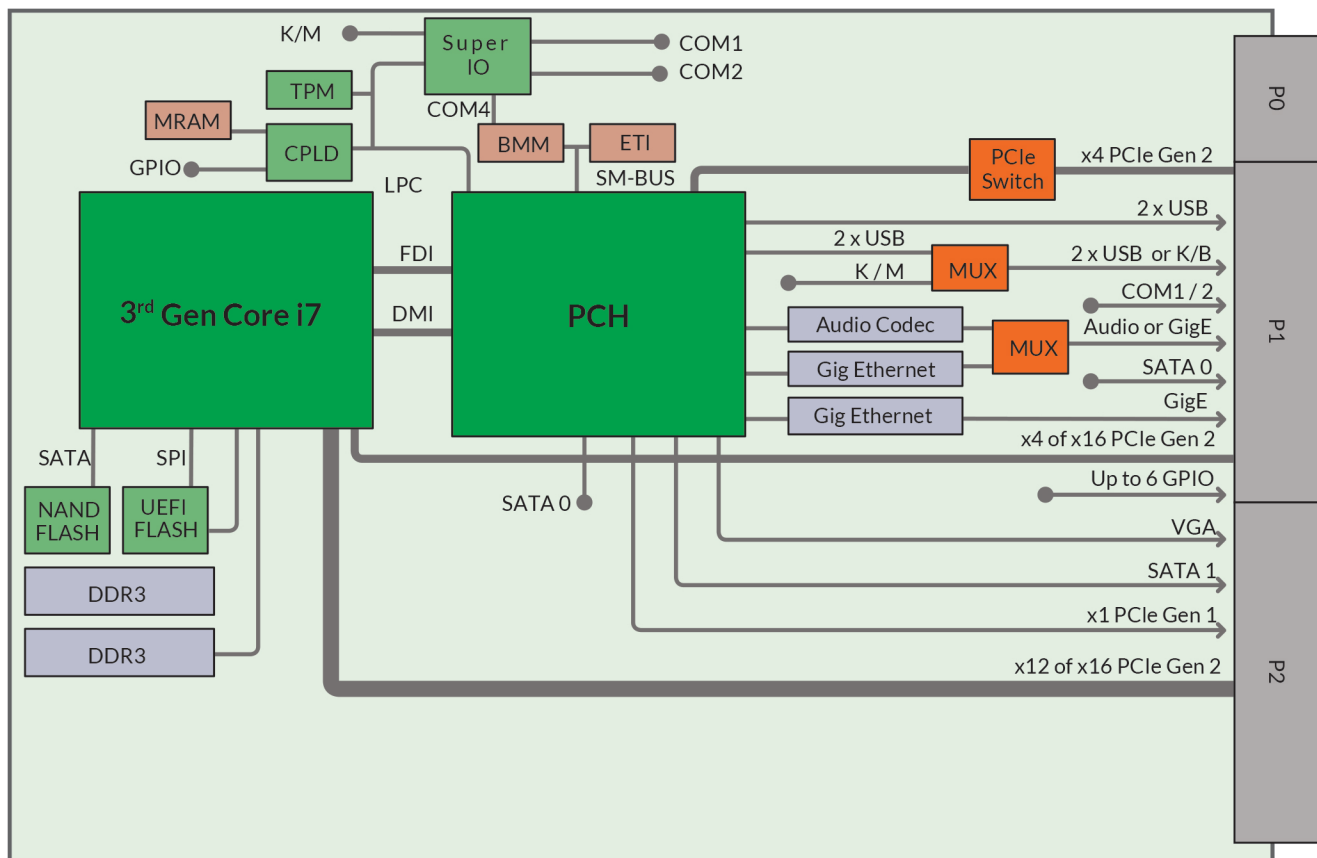 K/M
Super
IO
COM1
COM2
TPM
COM4
MRAM
CPLD
BMM
ETI
GPIO
LPC
SM-BUS
PCIe
Switch
x4 PCIe Gen 2
P0
2 x USB
2 x USB
MUX
2 x USB or K/B
K / M
COM1 / 2
FDI
3rd Gen Core i7
DMI
PCH
Audio Codec
MUX
Audio or GigE
Gig Ethernet
SATA 0
Gig Ethernet
GigE
P1
x4 of x16 PCIe Gen 2
SATA
SPI
Up to 6 GPIO
NAND
FLASH
UEFI
FLASH
SATA 0
VGA
DDR3
SATA 1
DDR3
x1 PCIe Gen 1
x12 of x16 PCIe Gen 2
P2